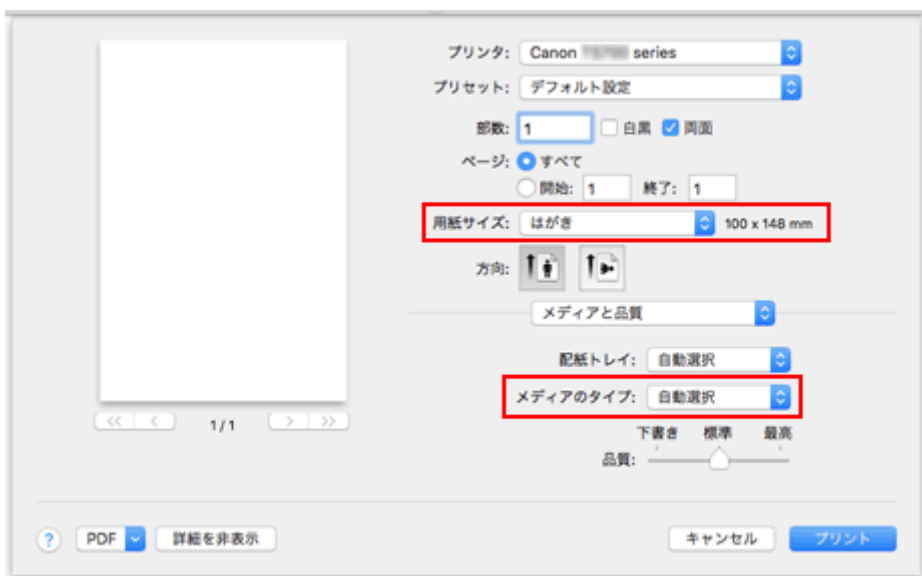 プリンタ: Canon series
プリセット: デフォルト設定
部数: 1 白黒 両面
ページ: すべて
開始: 1 終了: 1
用紙サイズ: はがき 100 x 148 mm
方向:
メディアと品質
配紙トレイ: 自動選択
メディアのタイプ: 自動選択
<< < 1/1 > >>
下書き 標準 最高
品質:
? PDF 詳細を非表示 キャンセル プリント